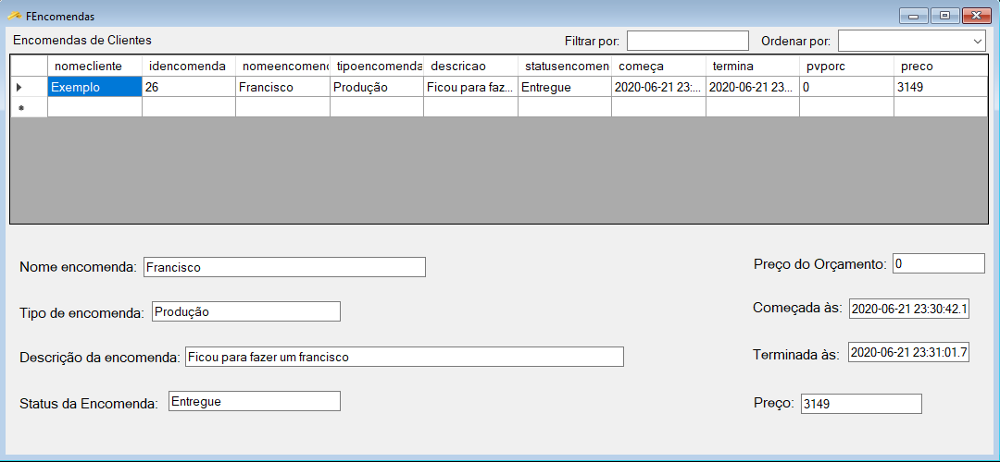 FEncomendas
Encomendas de Clientes Filtrar por: Ordenar por:
nomecliente idencomenda nomeencomenc tipoencomenda descricao statusencomen começa termina pvporc preco
Exemplo 26 Francisco Produção Ficou para faz... Entregue 2020-06-21 23:... 2020-06-21 23... 0 3149
Nome encomenda: Francisco Preço do Orçamento: 0
Tipo de encomenda: Produção Começada às: 2020-06-21 23:30:42.1
Descrição da encomenda: Ficou para fazer um francisco Terminada às: 2020-06-21 23:31:01.7
Status da Encomenda: Entregue Preço: 3149